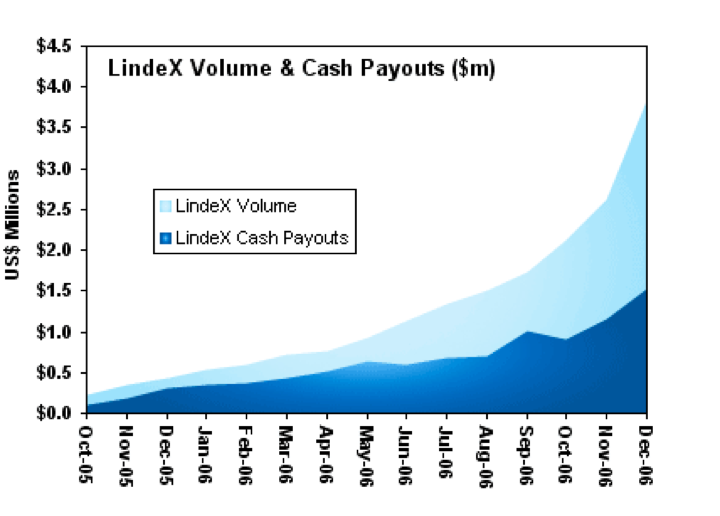 LindeX Volume & Cash Payouts ($m)
US$ Millions
$4.5
$4.0
$3.5
$3.0
$2.5
$2.0
$1.5
$1.0
$0.5
$0.0
LindeX Volume
LindeX Cash Payouts
Oct-05
Nov-05
Dec-05
Jan-06
Feb-06
Mar-06
Apr-06
May-06
Jun-06
Jul-06
Aug-06
Sep-06
Oct-06
Nov-06
Dec-06